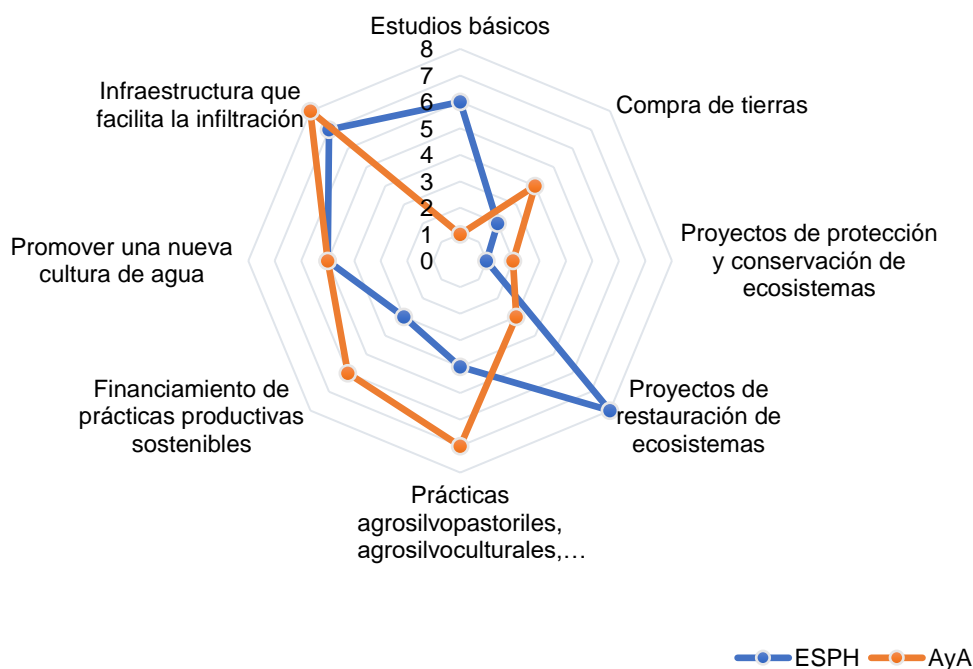 Estudios básicos
8
7
6
5
4
3
2
1
0
Compra de tierras
Proyectos de protección
y conservación de
ecosistemas
Proyectos de
restauración de
ecosistemas
Prácticas
agrosilvopastoriles,
agrosilvoculturales,…
Financiamiento de
prácticas productivas
sostenibles
Promover una nueva
cultura de agua
Infraestructura que
facilita la infiltración
ESPH
AyA